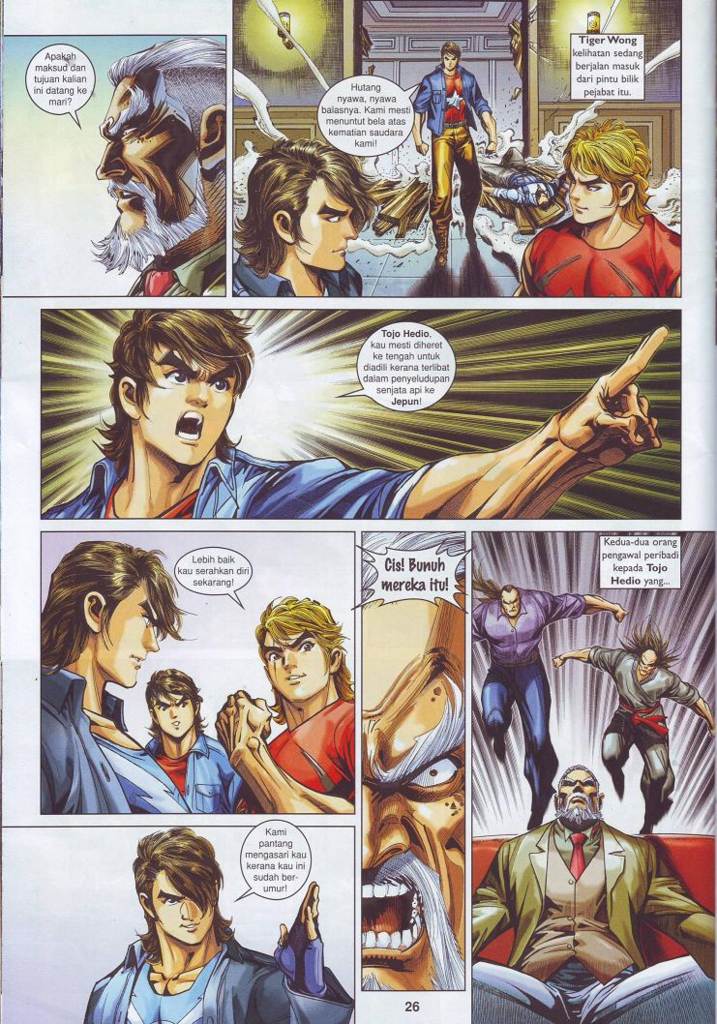 Apakah
maksud dan
tujuan kalian
ini datang ke
mari?
Hutang
nyawa, nyawa
balasnya. Kami mesti
menuntut bela atas
kematian saudara
kami!
Tiger Wong
kelihatan sedang
berjalan masuk
dari pintu bilik
pejabat itu.
Tojo Hedio,
kau mesti diheret
ke tengah untuk
diadili kerana terlibat
dalam penyeludupan
senjata api ke
Jepun!
Lebih baik
kau serahkan diri
sekarang!
Kami
pantang
mengasari kau
kerana kau ini
sudah ber-
umur!
Cis! Bunuh
mereka itu!
Kedua-dua orang
pengawal peribadi
kepada Tojo
Hedio yang...
26